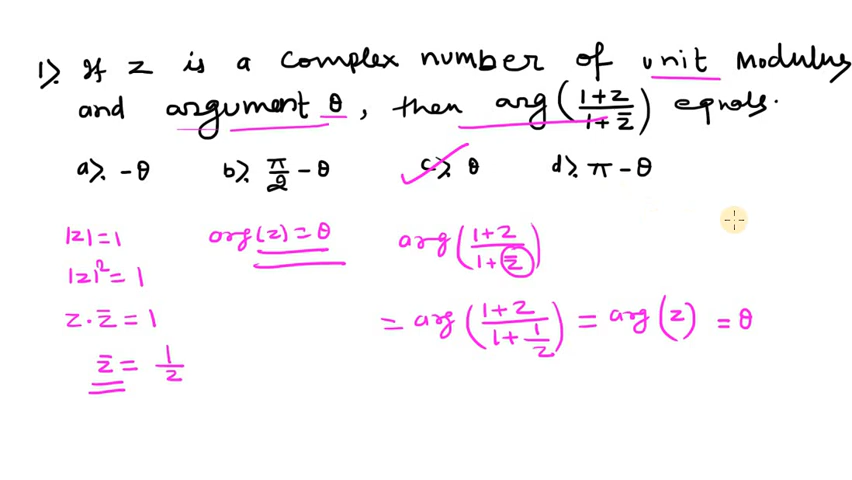 1). If z is a complex number of unit modulus
and argument θ, then arg((1+z)/(1+z̄)) equals.
a). -θ b). π/2 - θ c). θ d). π - θ
|z|=1 arg(z)=θ arg((1+z)/(1+z̄))
|z|²=1
z·z̄=1 = arg((1+z)/(1+1/z)) = arg(z) = θ
z̄ = 1/z